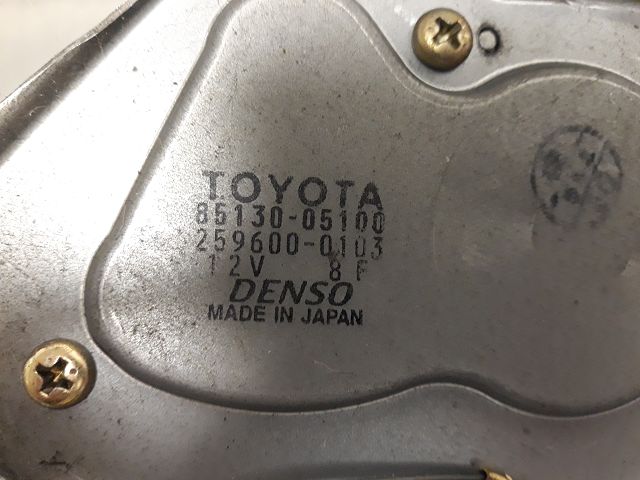 TOYOTA
85130-05100
259600-0103
12V 8F
DENSO
MADE IN JAPAN